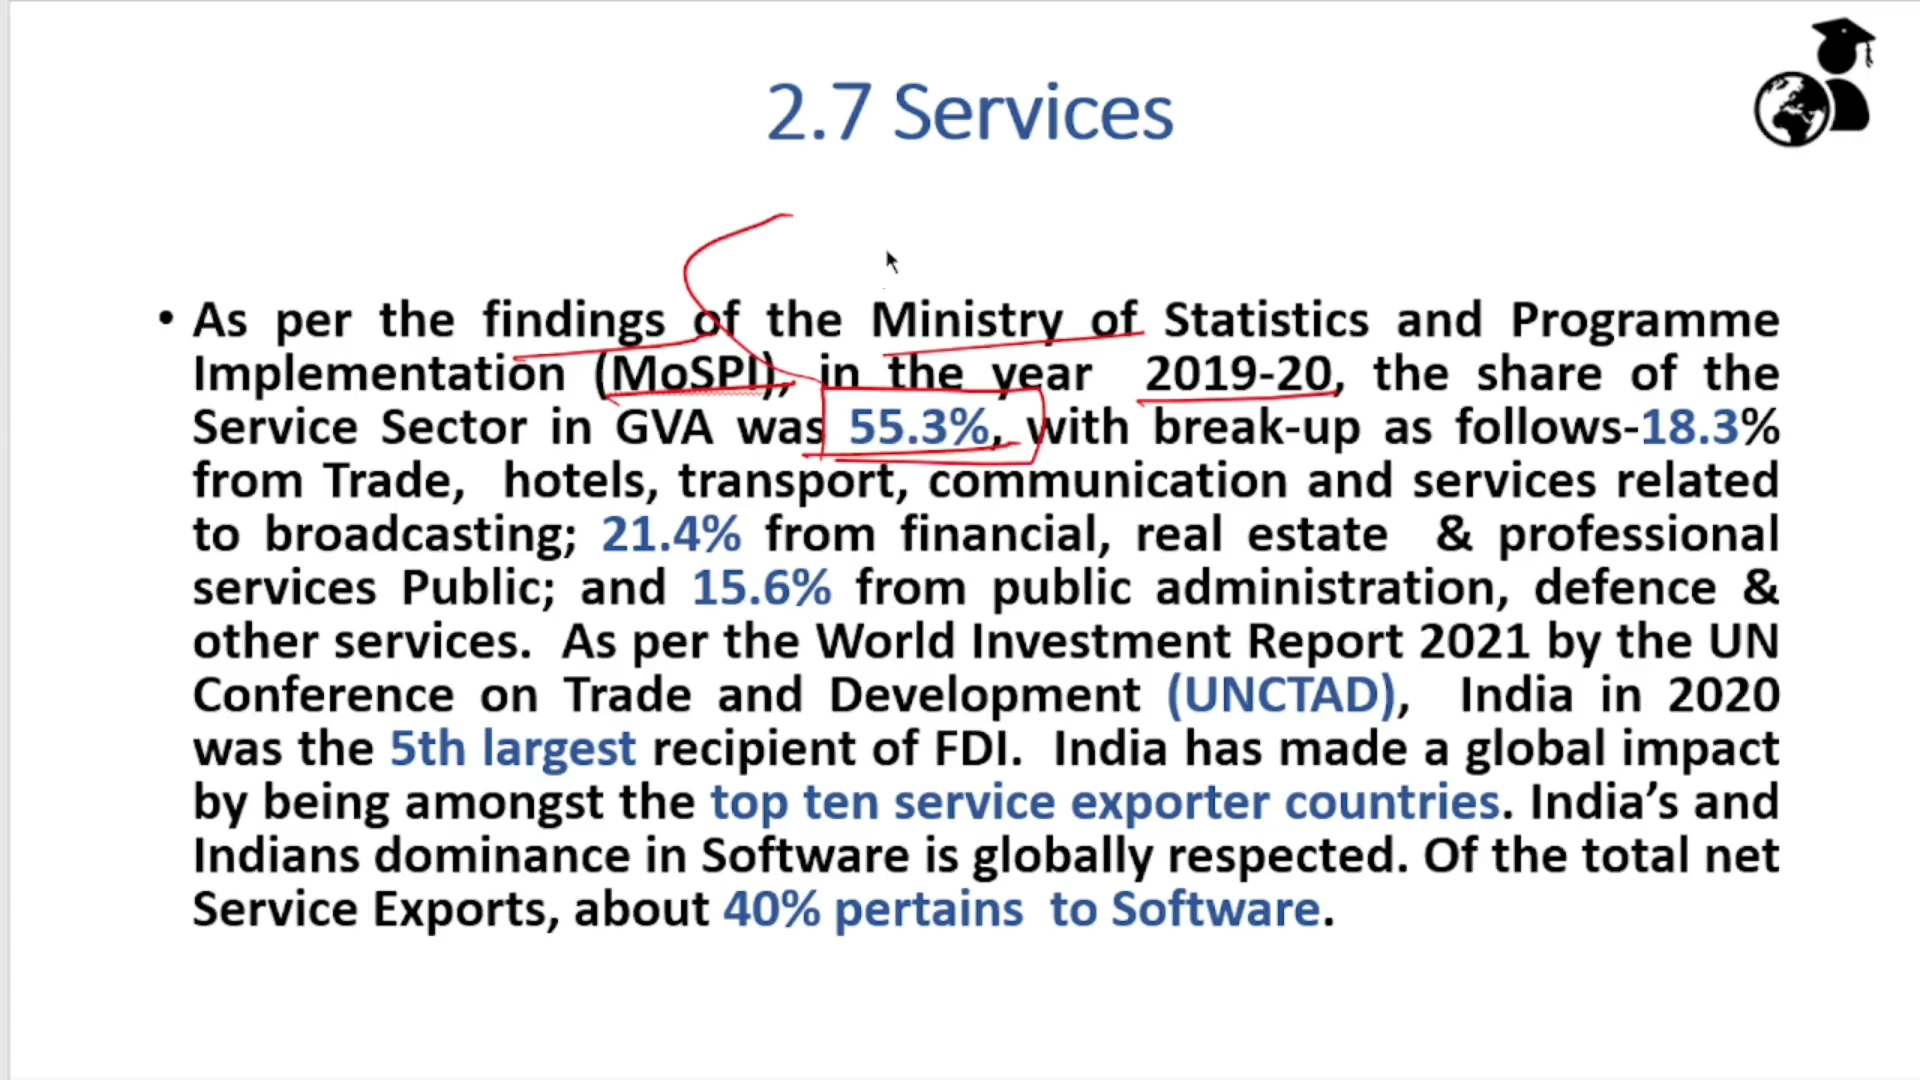 2.7 Services
• As per the findings of the Ministry of Statistics and Programme
Implementation (MoSPI), in the year 2019-20, the share of the
Service Sector in GVA was 55.3%, with break-up as follows-18.3%
from Trade, hotels, transport, communication and services related
to broadcasting; 21.4% from financial, real estate & professional
services Public; and 15.6% from public administration, defence &
other services. As per the World Investment Report 2021 by the UN
Conference on Trade and Development (UNCTAD), India in 2020
was the 5th largest recipient of FDI. India has made a global impact
by being amongst the top ten service exporter countries. India’s and
Indians dominance in Software is globally respected. Of the total net
Service Exports, about 40% pertains to Software.